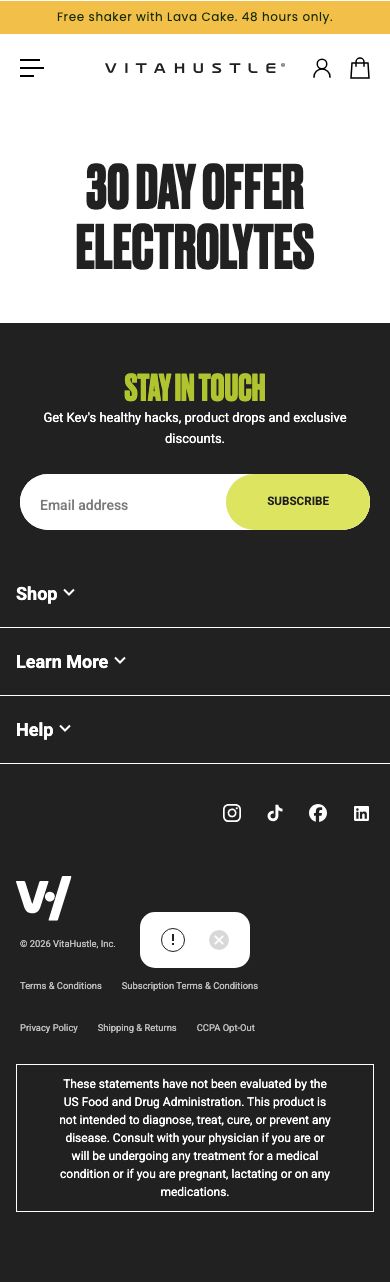 Free shaker with Lava Cake. 48 hours only.
VITAHUSTLE®
30 DAY OFFER
ELECTROLYTES
STAY IN TOUCH
Get Kev's healthy hacks, product drops and exclusive
discounts.
Email address
SUBSCRIBE
Shop
Learn More
Help
© 2026 VitaHustle, Inc.
Terms & Conditions Subscription Terms & Conditions
Privacy Policy Shipping & Returns CCPA Opt-Out
These statements have not been evaluated by the
US Food and Drug Administration. This product is
not intended to diagnose, treat, cure, or prevent any
disease. Consult with your physician if you are or
will be undergoing any treatment for a medical
condition or if you are pregnant, lactating or on any
medications.